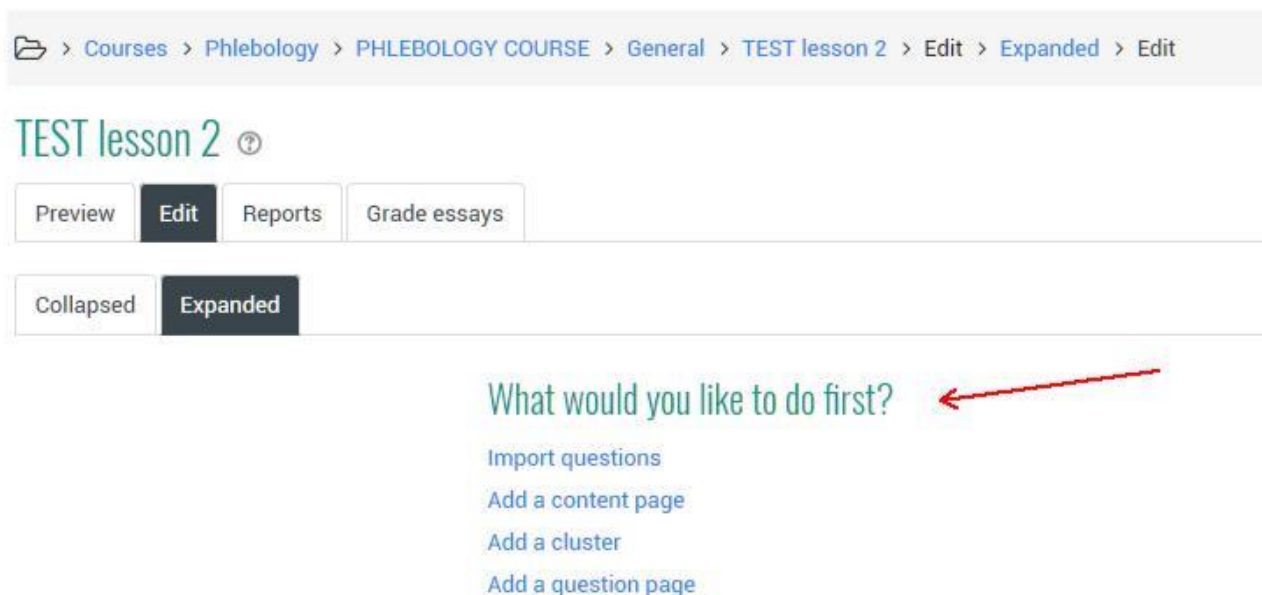 > Courses > Phlebology > PHLEBOLOGY COURSE > General > TEST lesson 2 > Edit > Expanded > Edit
TEST lesson 2
Preview Edit Reports Grade essays
Collapsed Expanded
What would you like to do first?
Import questions
Add a content page
Add a cluster
Add a question page